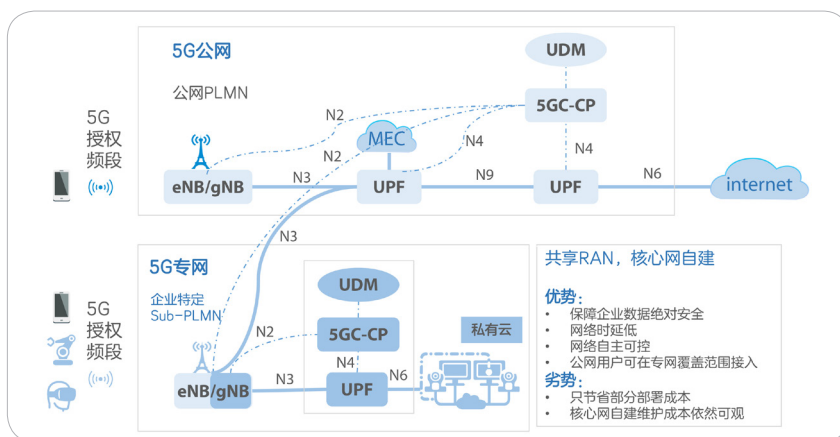 5G公网
公网PLMN
UDM
5GC-CP
N2
N2
MEC
N4
N4
5G
授权
频段
eNB/gNB
N3
UPF
N9
UPF
N6
internet
N3
5G专网
企业特定
Sub-PLMN
UDM
5GC-CP
N2
N4
私有云
5G
授权
频段
eNB/gNB
N3
UPF
N6
共享RAN，核心网自建
优势：
• 保障企业数据绝对安全
• 网络时延低
• 网络自主可控
• 公网用户可在专网覆盖范围接入
劣势：
• 只节省部分部署成本
• 核心网自建维护成本依然可观